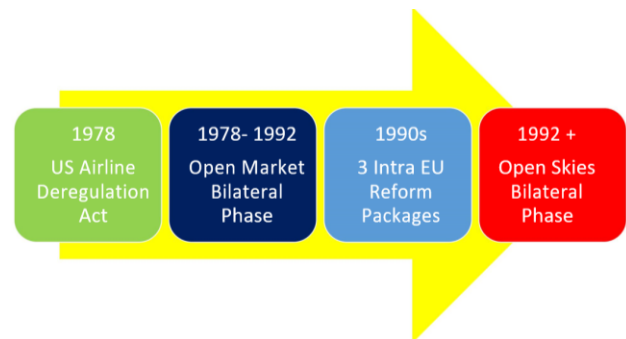 1978
US Airline
Deregulation
Act
1978- 1992
Open Market
Bilateral
Phase
1990s
3 Intra EU
Reform
Packages
1992 +
Open Skies
Bilateral
Phase